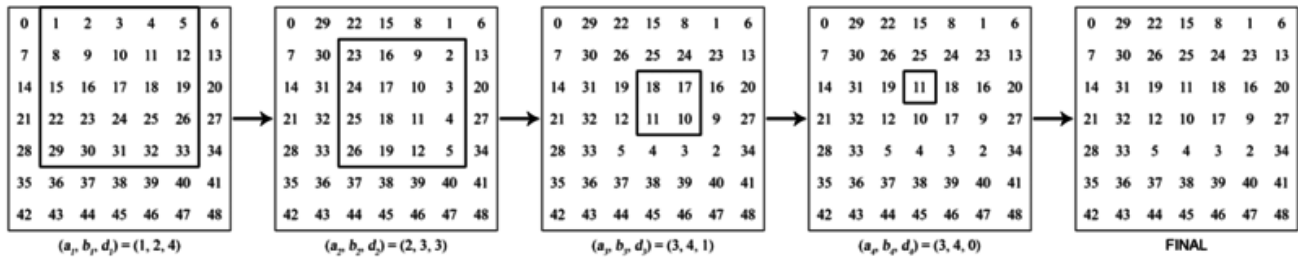 0 1 2 3 4 5 6
7 8 9 10 11 12 13
14 15 16 17 18 19 20
21 22 23 24 25 26 27
28 29 30 31 32 33 34
35 36 37 38 39 40 41
42 43 44 45 46 47 48
(a₁, b₁, d₁) = (1, 2, 4)
0 29 22 15 8 1 6
7 30 23 16 9 2 13
14 31 24 17 10 3 20
21 32 25 18 11 4 27
28 33 26 19 12 5 34
35 36 37 38 39 40 41
42 43 44 45 46 47 48
(a₂, b₂, d₂) = (2, 3, 3)
0 29 22 15 8 1 6
7 30 26 25 24 23 13
14 31 19 18 17 16 20
21 32 12 11 10 9 27
28 33 5 4 3 2 34
35 36 37 38 39 40 41
42 43 44 45 46 47 48
(a₃, b₃, d₃) = (3, 4, 1)
0 29 22 15 8 1 6
7 30 26 25 24 23 13
14 31 19 11 18 16 20
21 32 12 10 17 9 27
28 33 5 4 3 2 34
35 36 37 38 39 40 41
42 43 44 45 46 47 48
(a₄, b₄, d₄) = (3, 4, 0)
0 29 22 15 8 1 6
7 30 26 25 24 23 13
14 31 19 11 18 16 20
21 32 12 10 17 9 27
28 33 5 4 3 2 34
35 36 37 38 39 40 41
42 43 44 45 46 47 48
FINAL